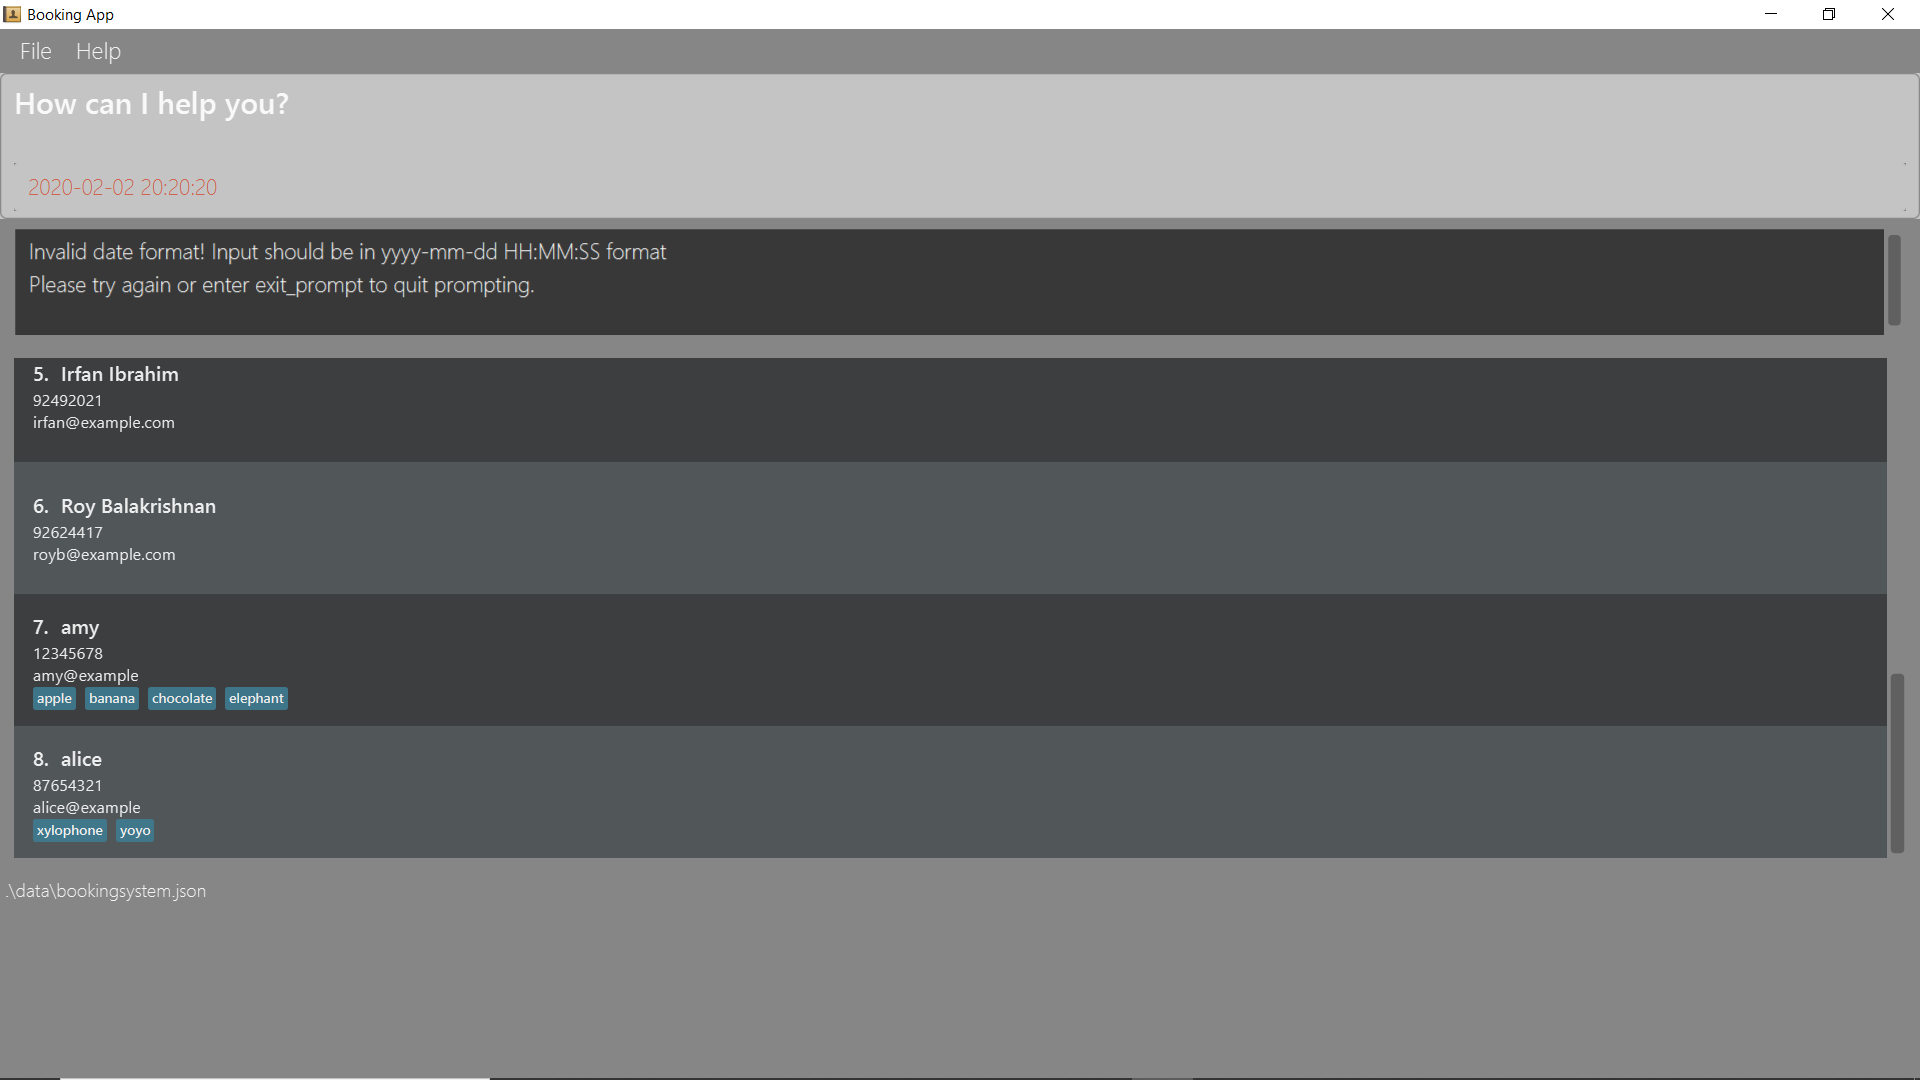 Booking App
File Help
How can I help you?
2020-02-02 20:20:20
Invalid date format! Input should be in yyyy-mm-dd HH:MM:SS format
Please try again or enter exit_prompt to quit prompting.
5. Irfan Ibrahim
92492021
irfan@example.com
6. Roy Balakrishnan
92624417
royb@example.com
7. amy
12345678
amy@example
apple banana chocolate elephant
8. alice
87654321
alice@example
xylophone yoyo
.\data\bookingsystem.json